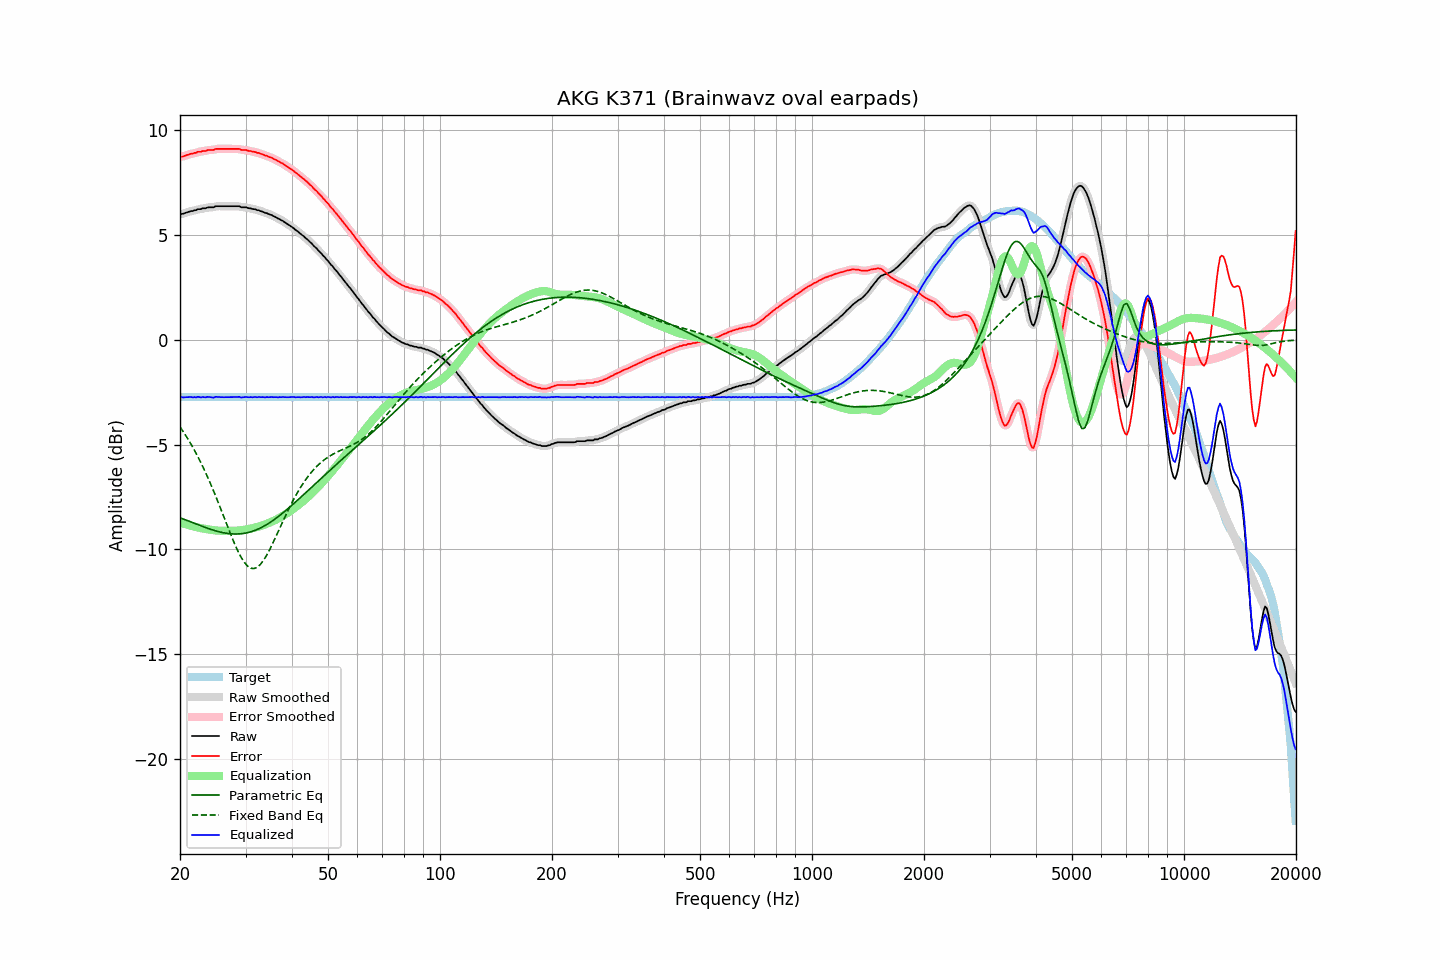 AKG K371 (Brainwavz oval earpads)
Amplitude (dBr)
10
5
0
−5
−10
−15
−20
Target
Raw Smoothed
Error Smoothed
Raw
Error
Equalization
Parametric Eq
Fixed Band Eq
Equalized
20 50 100 200 500 1000 2000 5000 10000 20000
Frequency (Hz)